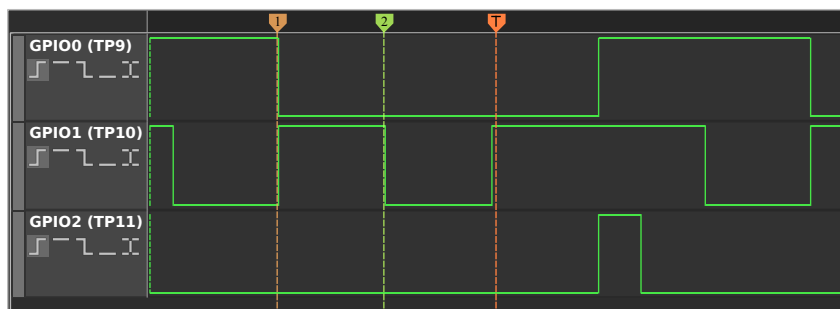 1 2 T
GPIO0 (TP9)
GPIO1 (TP10)
GPIO2 (TP11)